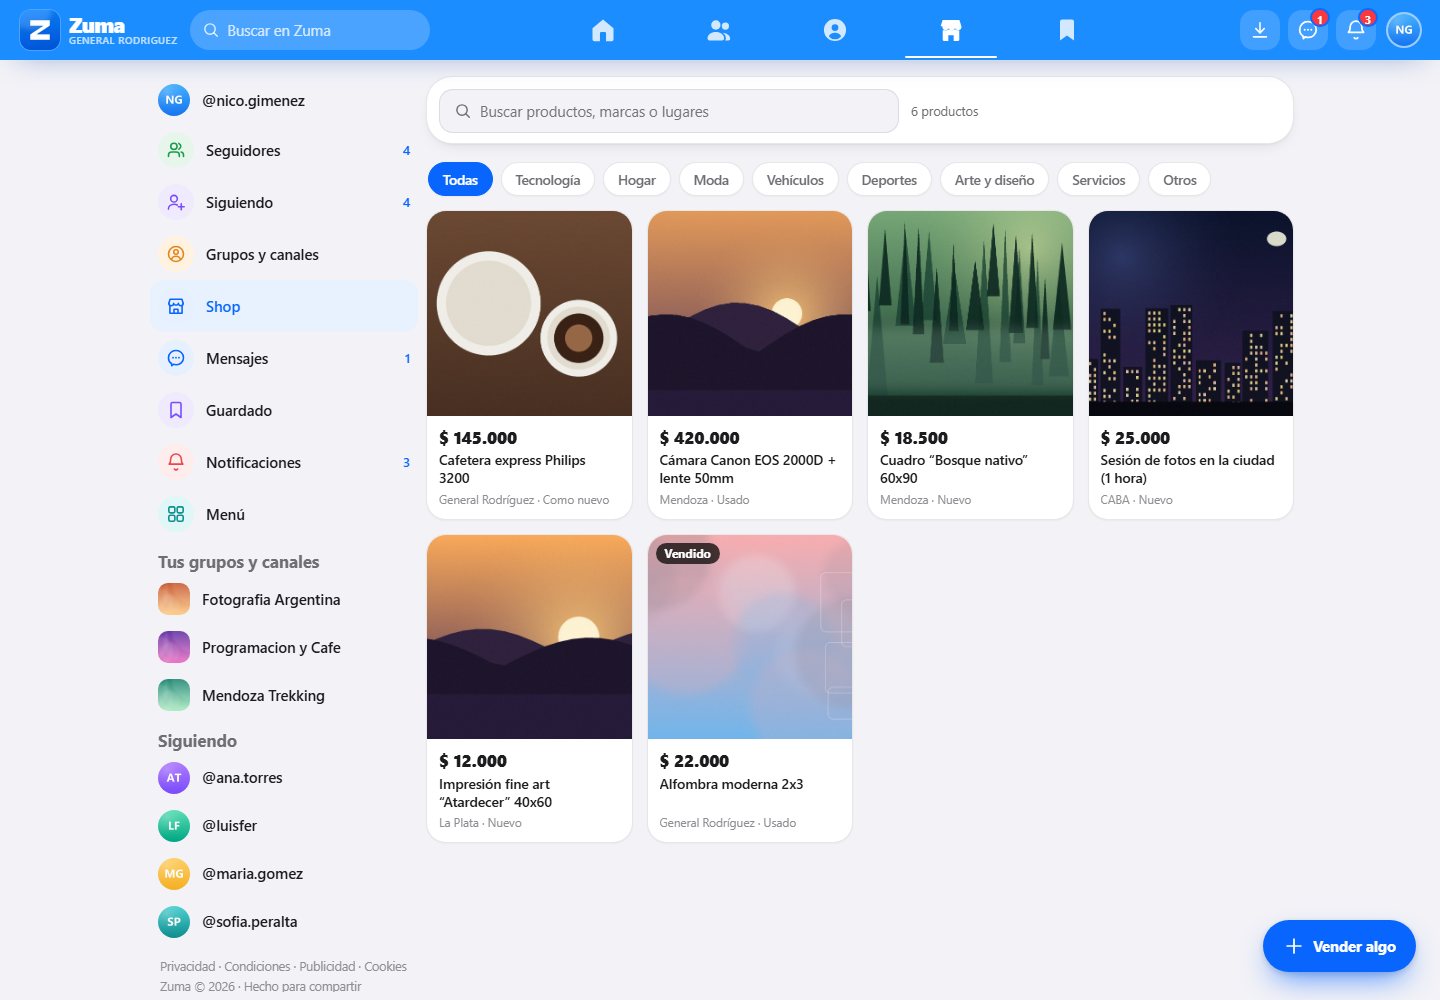 Zuma
GENERAL RODRIGUEZ
Buscar en Zuma
1
3
NG
NG
@nico.gimenez
Seguidores
4
Siguiendo
4
Grupos y canales
Shop
Mensajes
1
Guardado
Notificaciones
3
Menú
Tus grupos y canales
Fotografia Argentina
Programacion y Cafe
Mendoza Trekking
Siguiendo
AT
@ana.torres
LF
@luisfer
MG
@maria.gomez
SP
@sofia.peralta
Privacidad · Condiciones · Publicidad · Cookies
Zuma © 2026 · Hecho para compartir
Buscar productos, marcas o lugares
6 productos
Todas
Tecnología
Hogar
Moda
Vehículos
Deportes
Arte y diseño
Servicios
Otros
$ 145.000
Cafetera express Philips
3200
General Rodríguez · Como nuevo
$ 420.000
Cámara Canon EOS 2000D +
lente 50mm
Mendoza · Usado
$ 18.500
Cuadro “Bosque nativo”
60x90
Mendoza · Nuevo
$ 25.000
Sesión de fotos en la ciudad
(1 hora)
CABA · Nuevo
$ 12.000
Impresión fine art
“Atardecer” 40x60
La Plata · Nuevo
Vendido
$ 22.000
Alfombra moderna 2x3
General Rodríguez · Usado
Vender algo